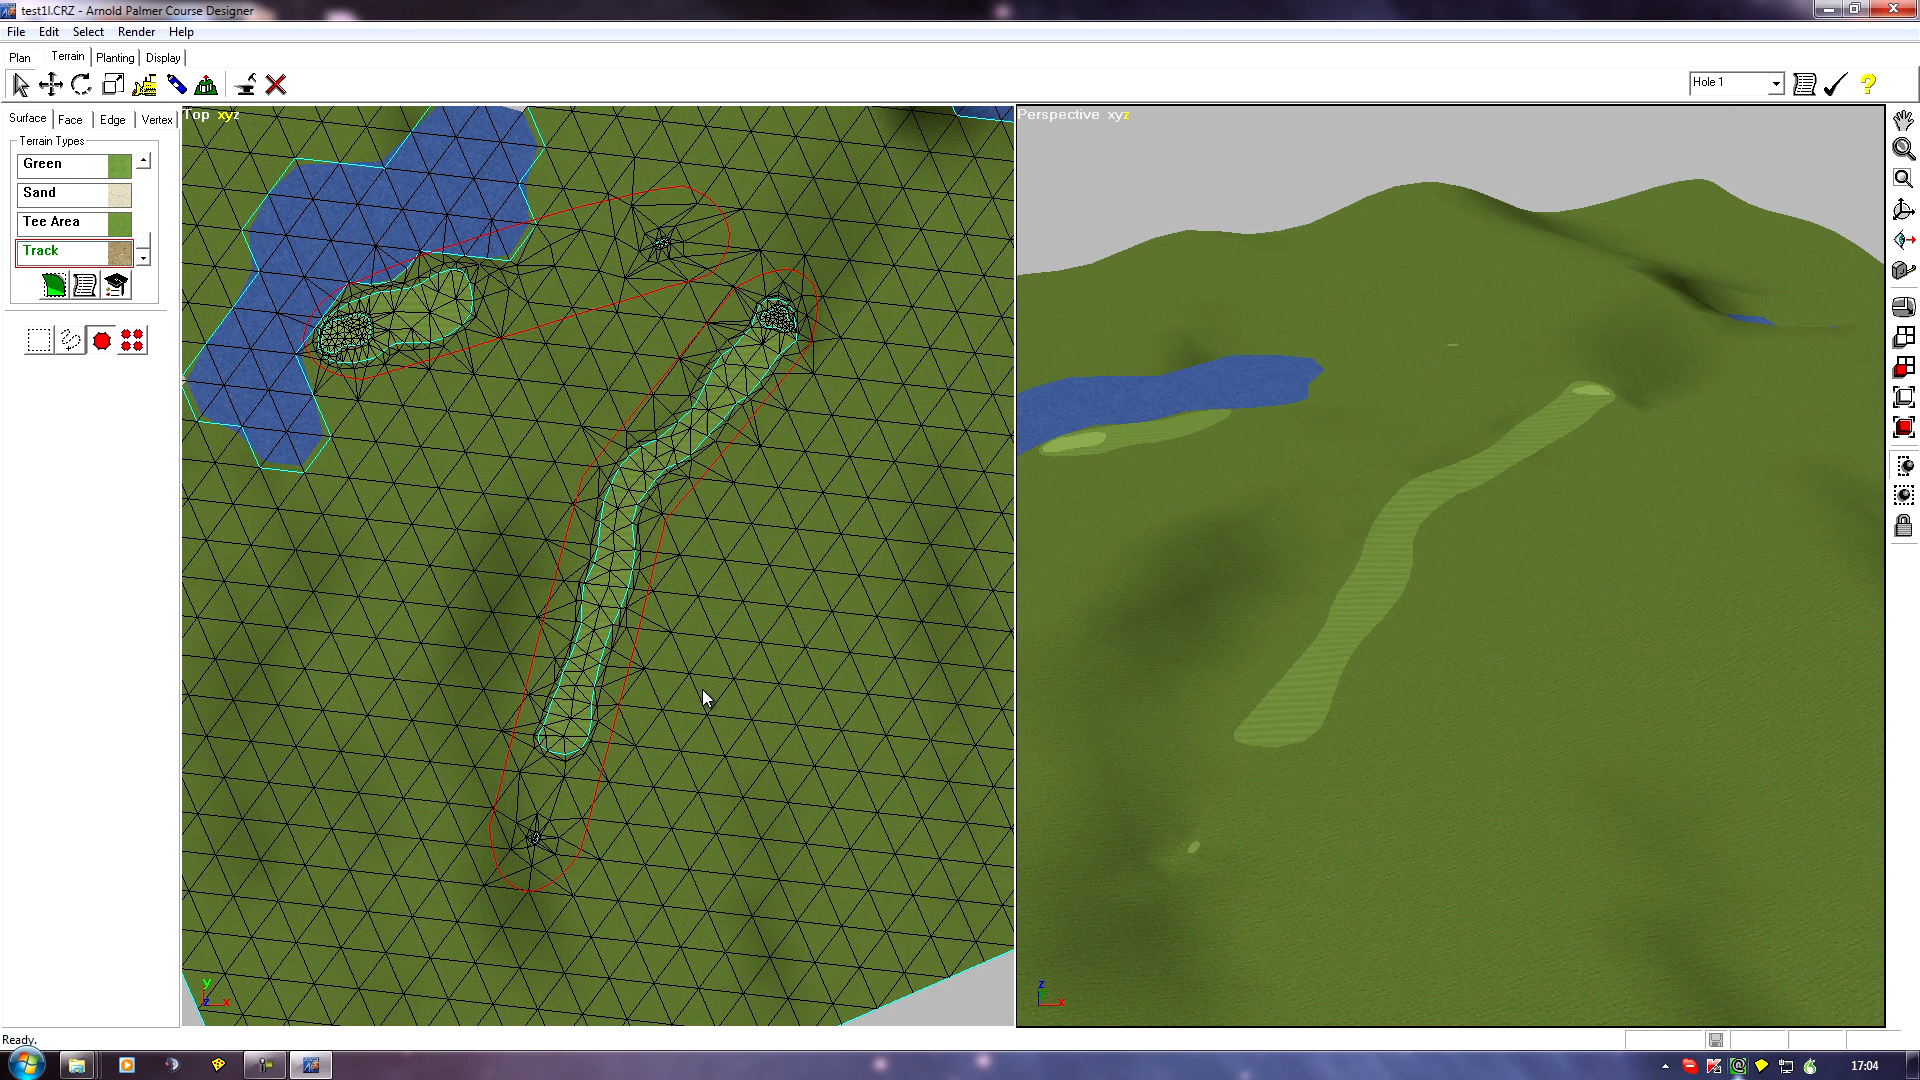 test1l.CRZ - Arnold Palmer Course Designer
File Edit Select Render Help
Plan Terrain Planting Display
Hole 1
Surface Face Edge Vertex
Terrain Types
Green
Sand
Tee Area
Track
Top xyz
Perspective xyz
y
z x
z
x
Ready.
17:04